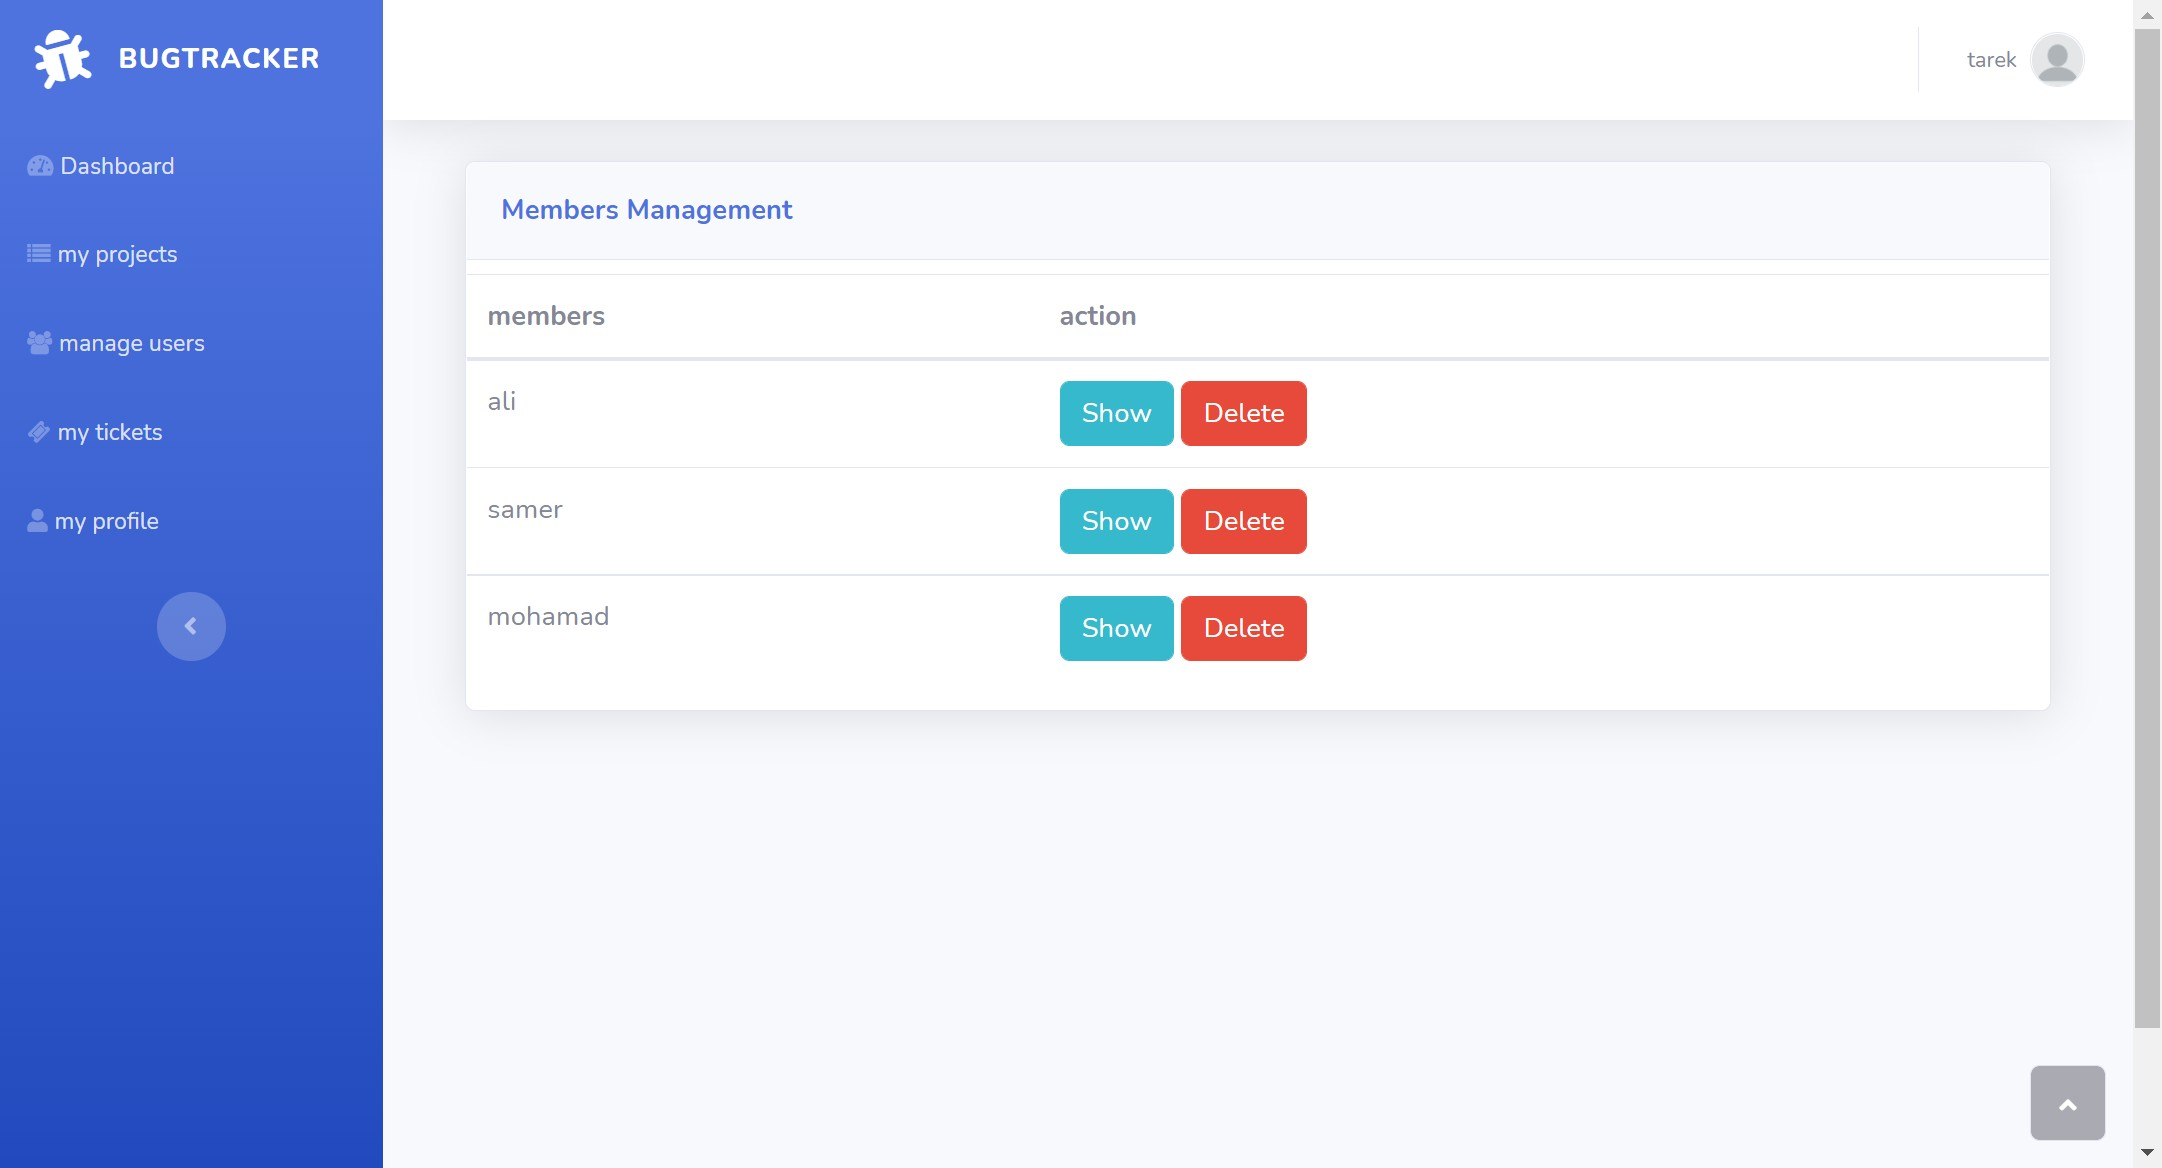 BUGTRACKER
tarek
Dashboard
my projects
manage users
my tickets
my profile
Members Management
members action
ali Show Delete
samer Show Delete
mohamad Show Delete